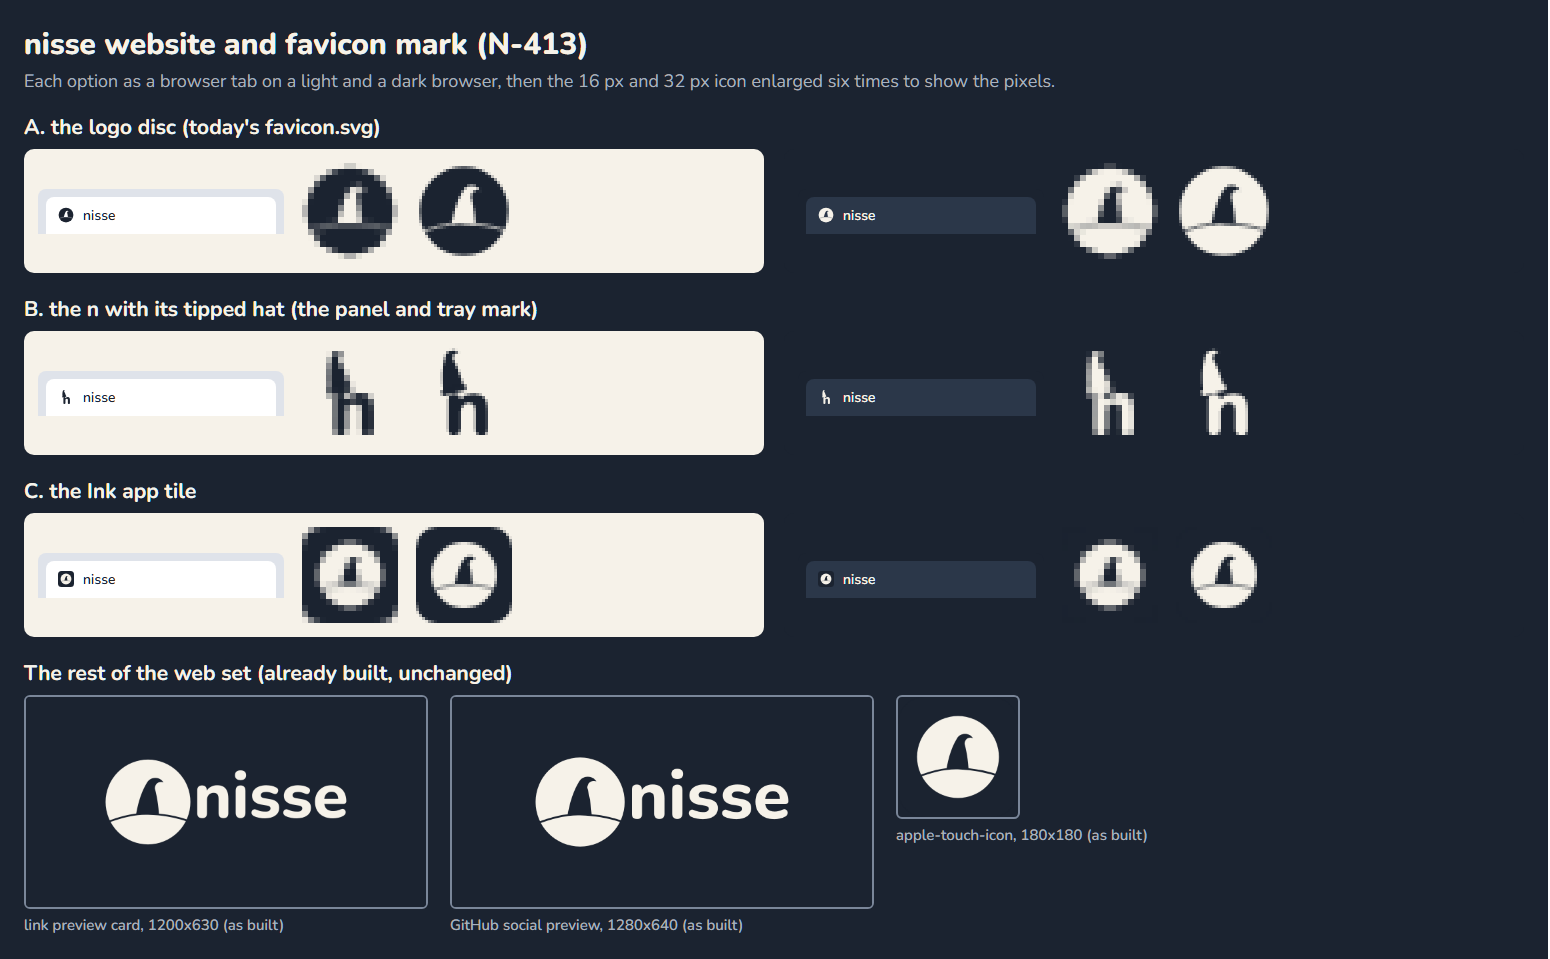 nisse website and favicon mark (N-413)
Each option as a browser tab on a light and a dark browser, then the 16 px and 32 px icon enlarged six times to show the pixels.
A. the logo disc (today's favicon.svg)
nisse
nisse
B. the n with its tipped hat (the panel and tray mark)
nisse
nisse
C. the Ink app tile
nisse
nisse
The rest of the web set (already built, unchanged)
nisse
nisse
apple-touch-icon, 180x180 (as built)
link preview card, 1200x630 (as built)
GitHub social preview, 1280x640 (as built)